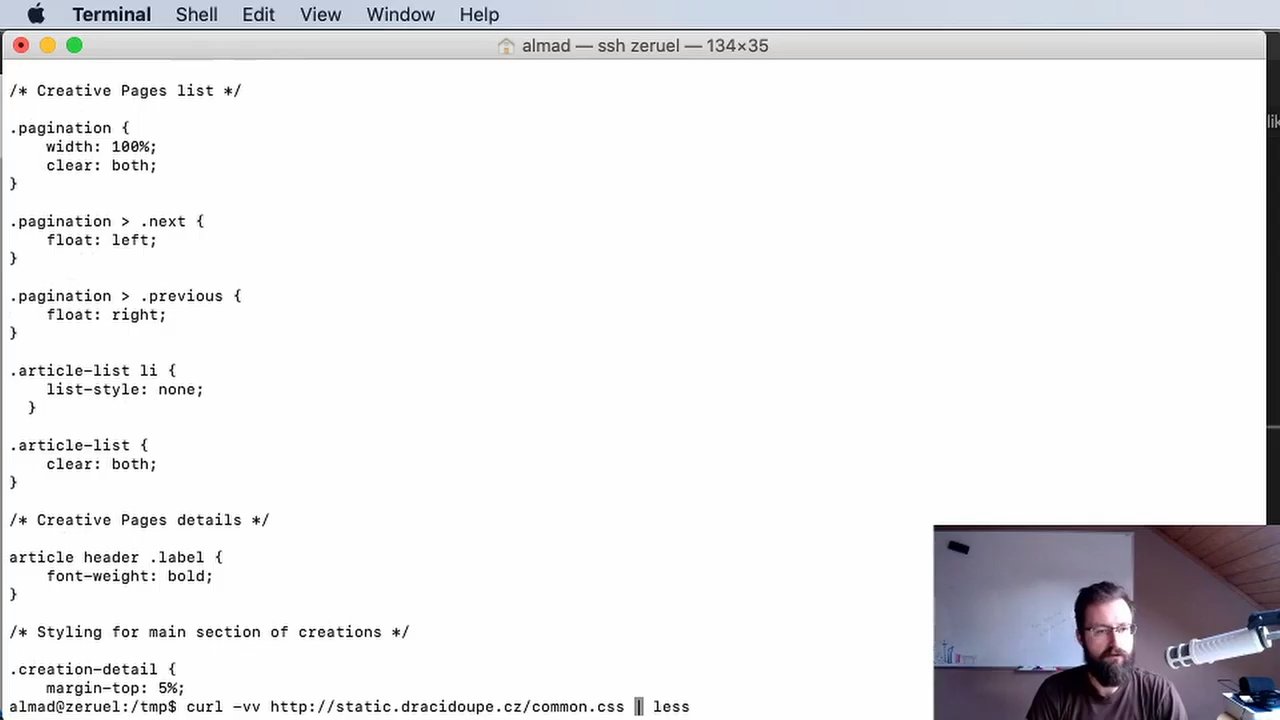 Terminal Shell Edit View Window Help
almad — ssh zeruel — 134×35
/* Creative Pages list */
.pagination {
    width: 100%;
    clear: both;
}
.pagination > .next {
    float: left;
}
.pagination > .previous {
    float: right;
}
.article-list li {
    list-style: none;
  }
.article-list {
    clear: both;
}
/* Creative Pages details */
article header .label {
    font-weight: bold;
}
/* Styling for main section of creations */
.creation-detail {
    margin-top: 5%;
almad@zeruel:/tmp$ curl -vv http://static.dracidoupe.cz/common.css | less